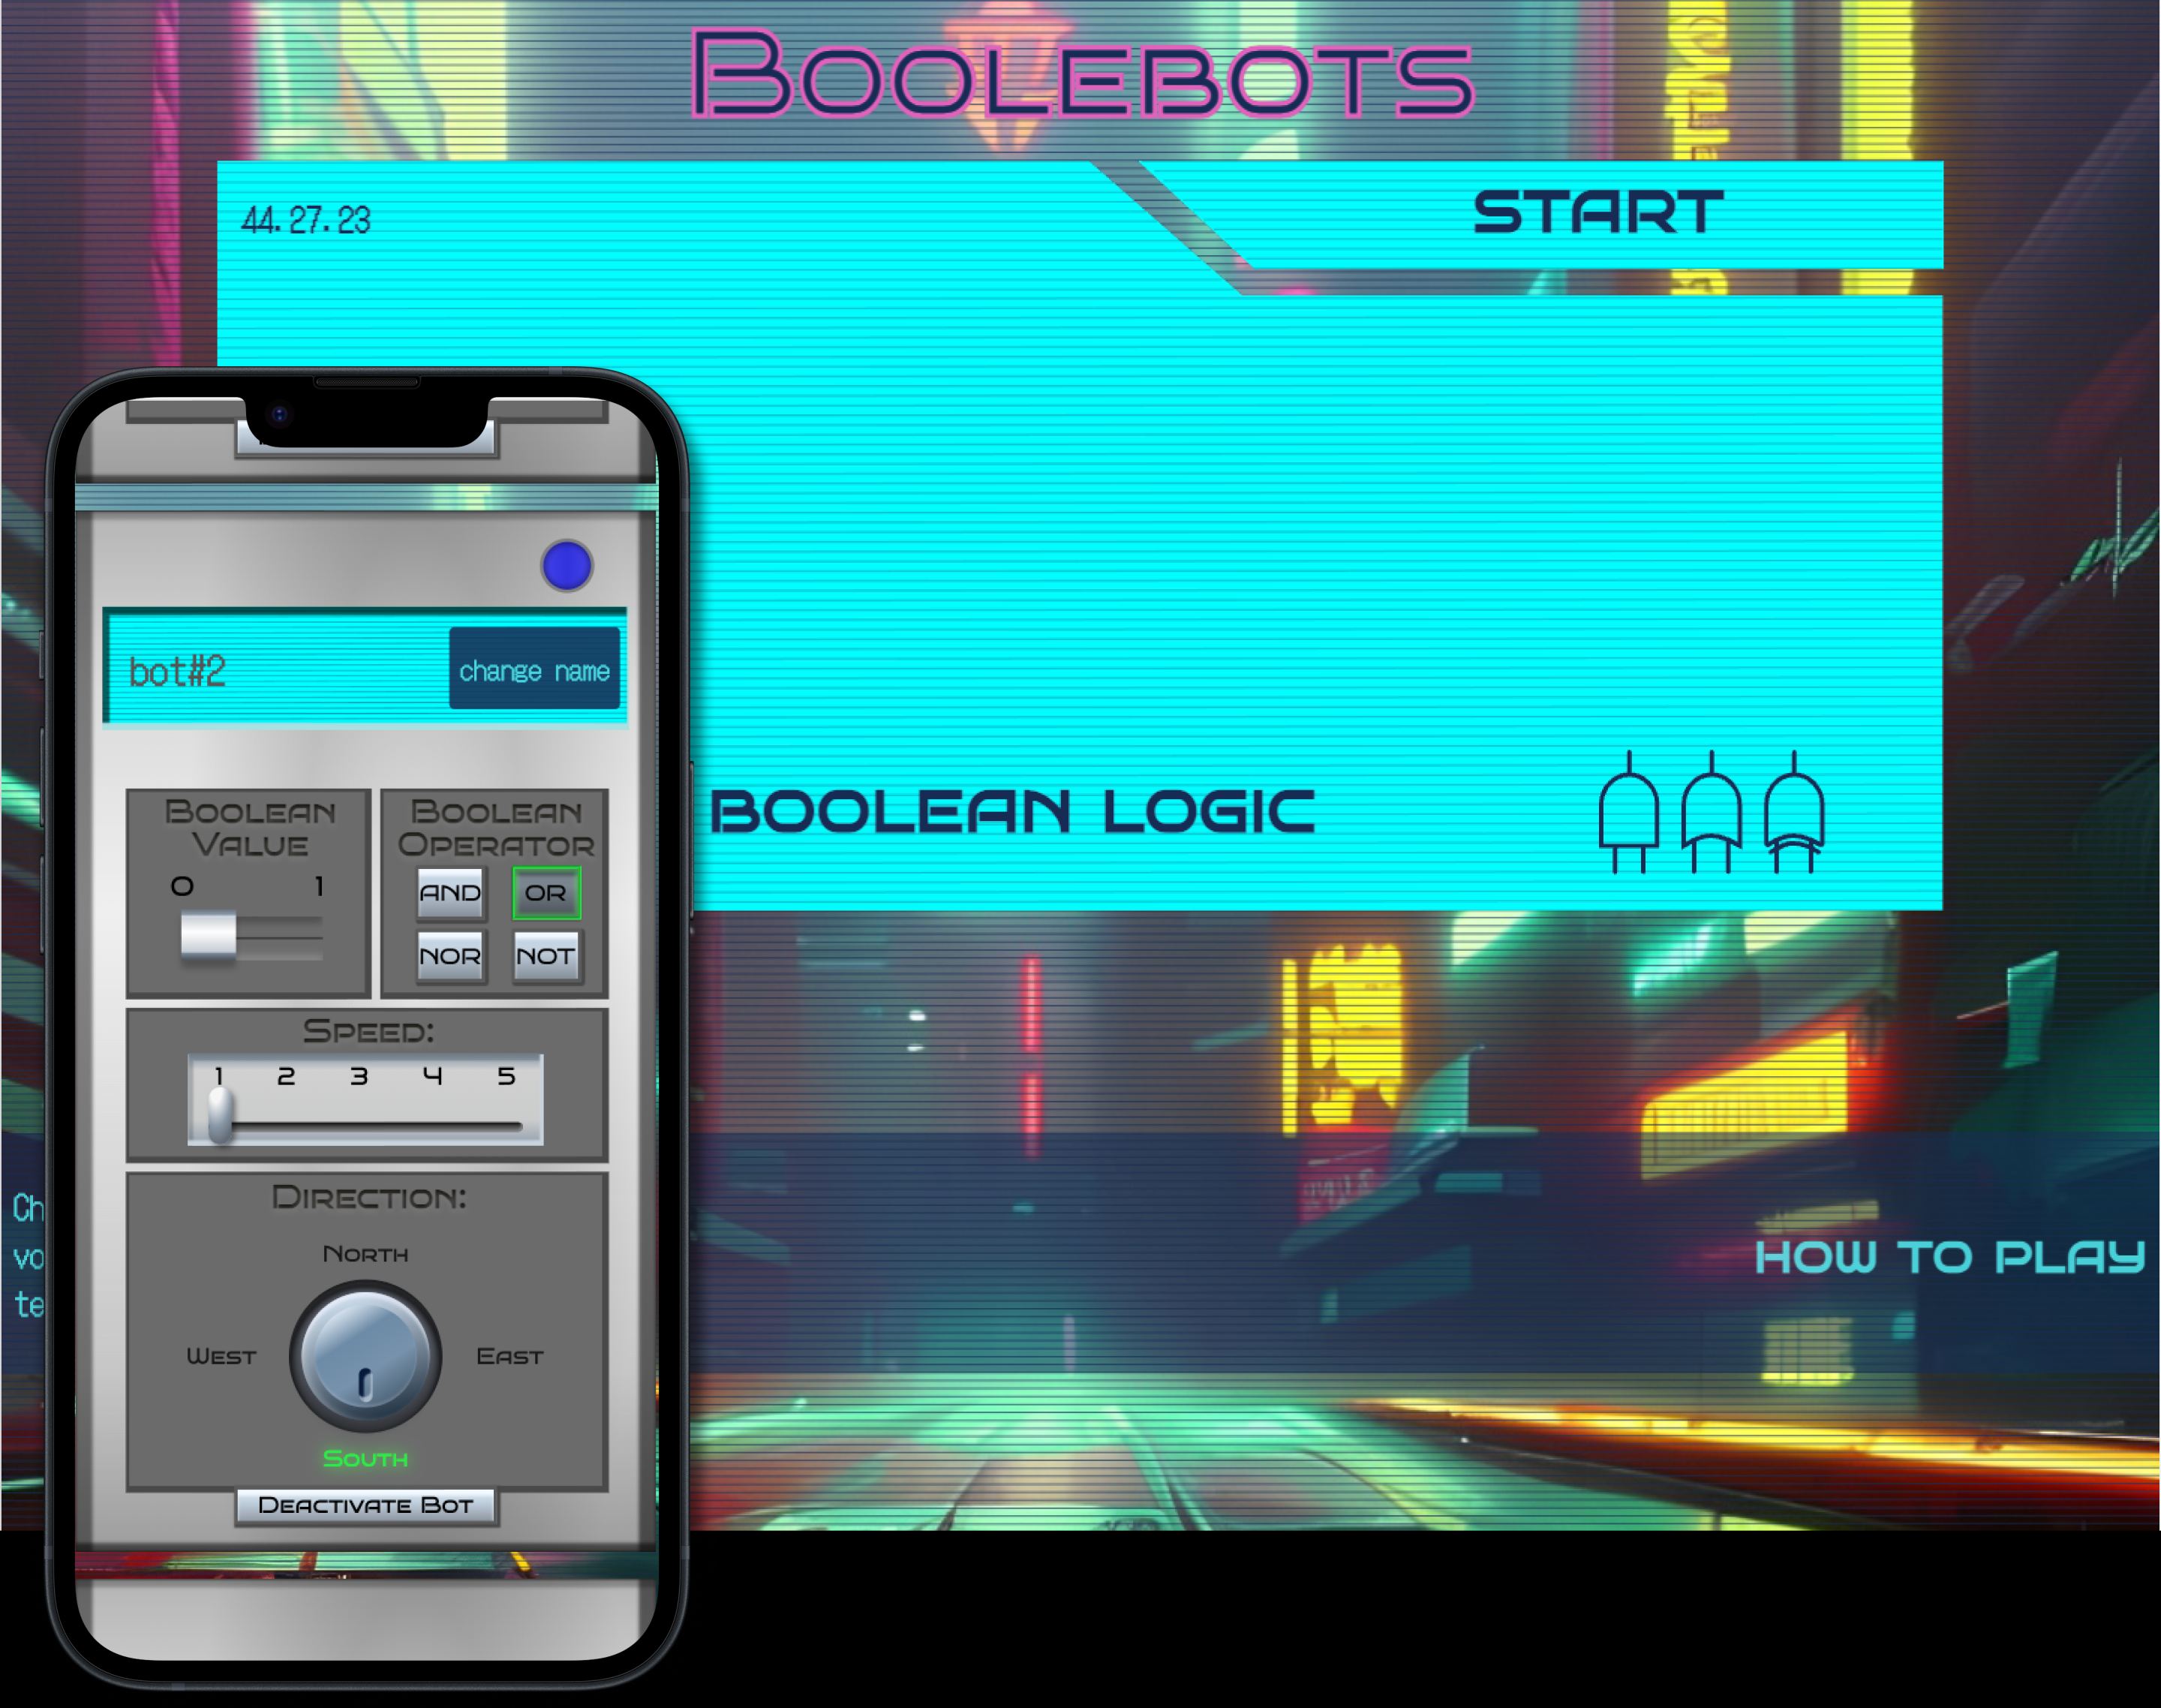 BOOLEBOTS
START
44.27.23
bot#2
change name
BOOLEAN
VALUE
0 1
BOOLEAN
OPERATOR
AND OR
NOR NOT
BOOLEAN LOGIC
SPEED:
1 2 3 4 5
DIRECTION:
NORTH
WEST EAST
SOUTH
DEACTIVATE BOT
Ch
vo
te
HOW TO PLAY